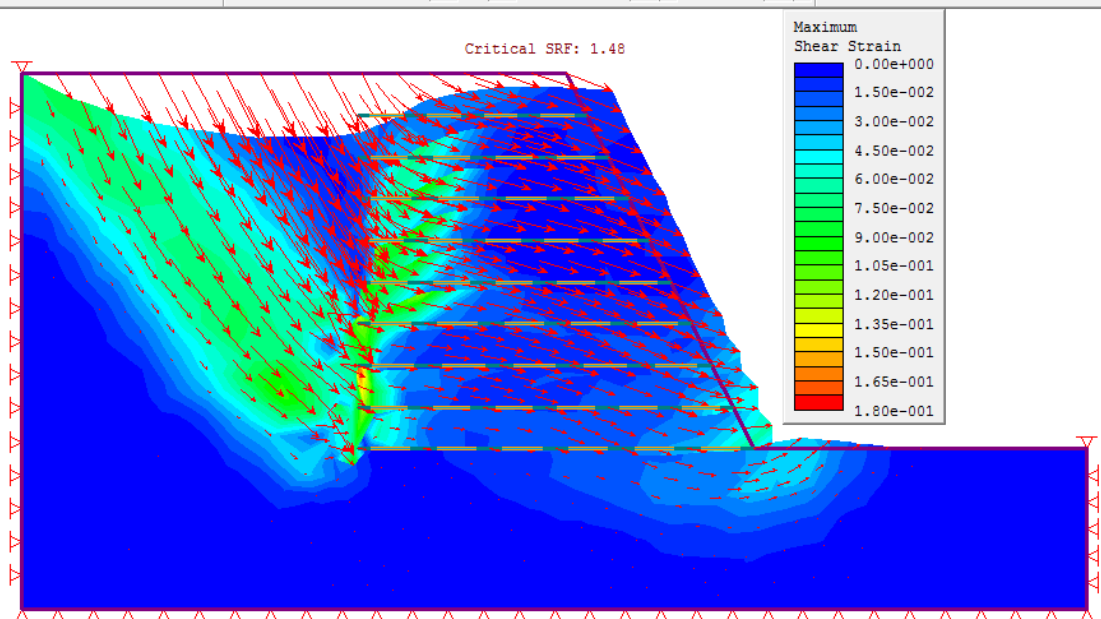 Critical SRF: 1.48
Maximum
Shear Strain
0.00e+000
1.50e-002
3.00e-002
4.50e-002
6.00e-002
7.50e-002
9.00e-002
1.05e-001
1.20e-001
1.35e-001
1.50e-001
1.65e-001
1.80e-001